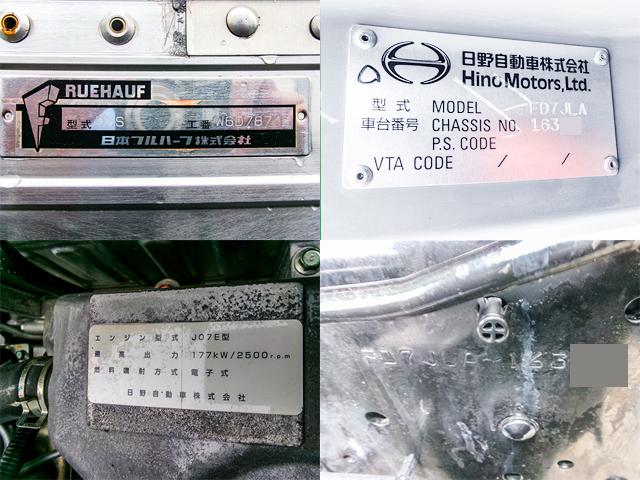 RUEHAUF
型式
工番
日本フルハーフ株式会社
日野自動車株式会社
Hino Motors,Ltd.
型式 MODEL FD7JLA
車台番号 CHASSIS NO. 163
P.S. CODE
VTA CODE / /
エンジン型式 J07E型
最高出力 177kW/2500r.p.m
燃料噴射方式 電子式
日野自動車株式会社